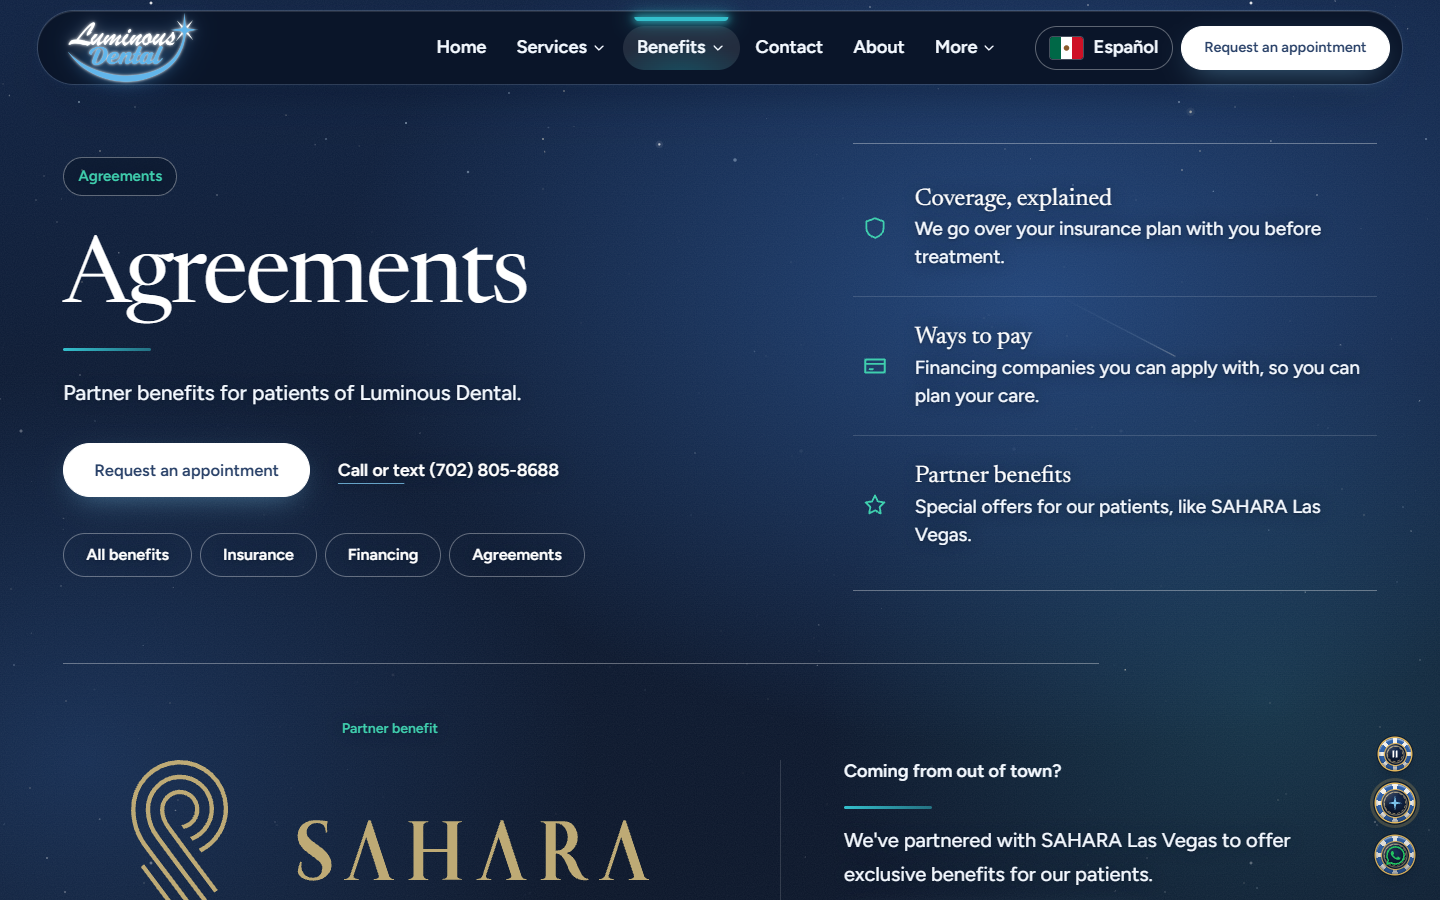 Luminous
Dental
Home
Services
Benefits
Contact
About
More
Español
Request an appointment
Agreements
Agreements
Partner benefits for patients of Luminous Dental.
Request an appointment
Call or text (702) 805-8688
All benefits
Insurance
Financing
Agreements
Coverage, explained
We go over your insurance plan with you before
treatment.
Ways to pay
Financing companies you can apply with, so you can
plan your care.
Partner benefits
Special offers for our patients, like SAHARA Las
Vegas.
Partner benefit
SAHARA
Coming from out of town?
We've partnered with SAHARA Las Vegas to offer
exclusive benefits for our patients.